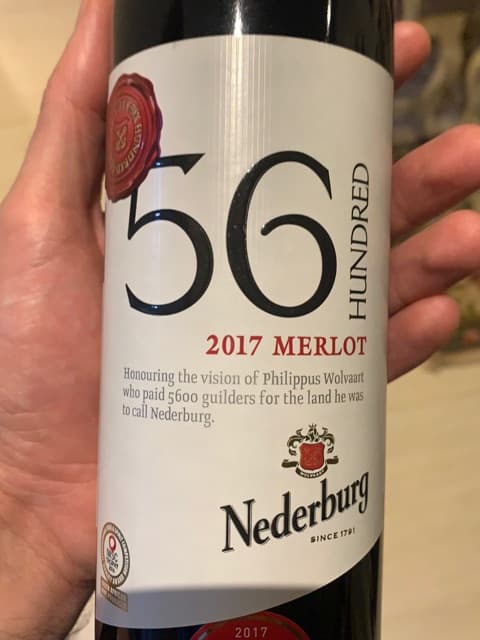 56
HUNDRED
2017 MERLOT
Honouring the vision of Philippus Wolvaart
who paid 5600 guilders for the land he was
to call Nederburg.
WOLVAART
Nederburg
SINCE 1791
2017